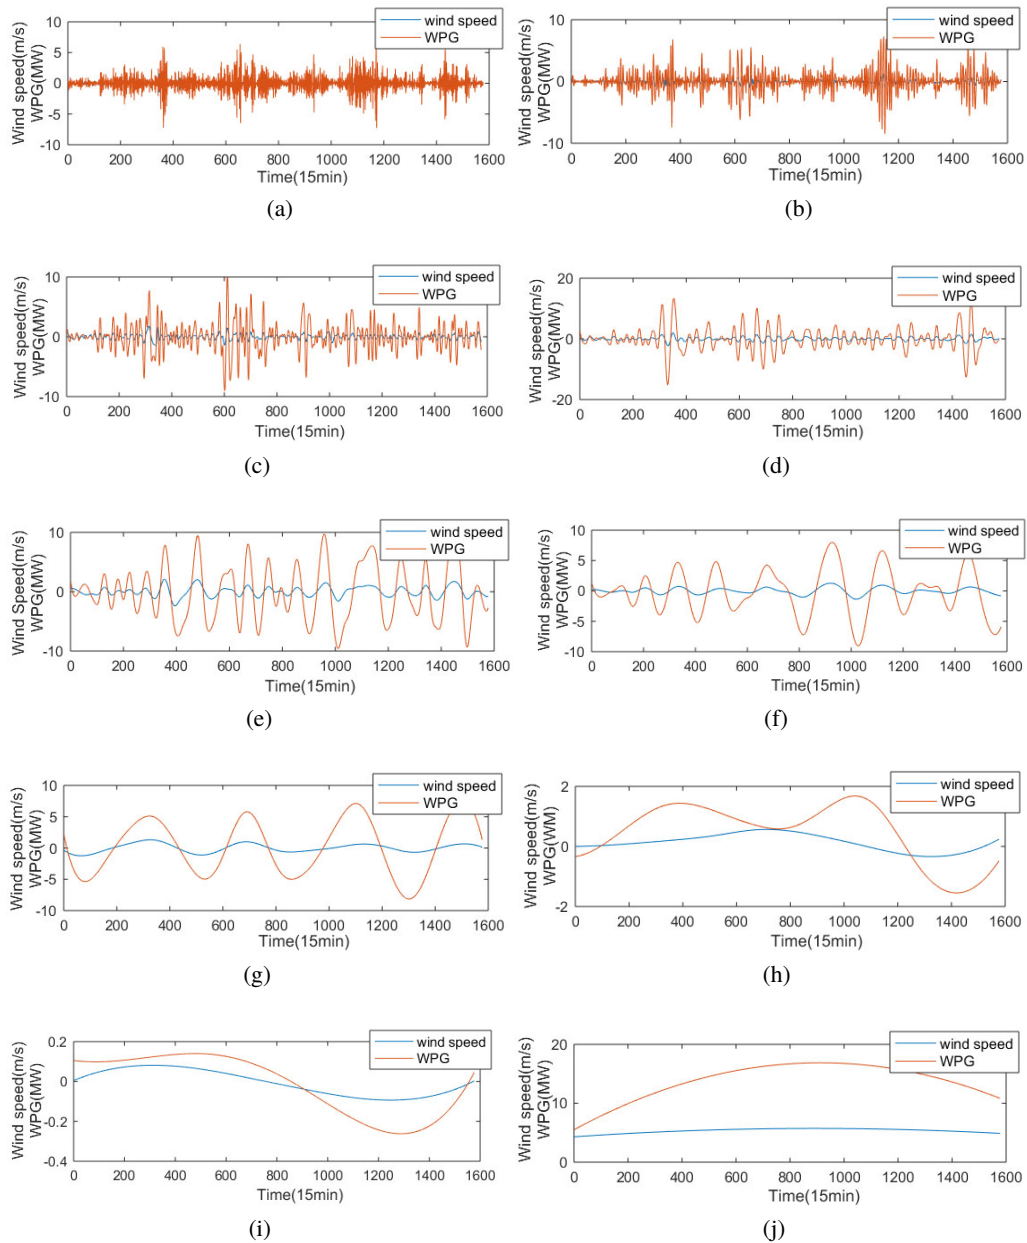 wind speed
WPG
Wind speed(m/s)
WPG(MW)
10
5
0
-5
-10
0 200 400 600 800 1000 1200 1400 1600
Time(15min)
(a)
wind speed
WPG
Wind speed(m/s)
WPG(MW)
10
5
0
-5
-10
0 200 400 600 800 1000 1200 1400 1600
Time(15min)
(b)
wind speed
WPG
Wind speed(m/s)
WPG(MW)
10
0
-10
0 200 400 600 800 1000 1200 1400 1600
Time(15min)
(c)
wind speed
WPG
Wind speed(m/s)
WPG(MW)
20
0
-20
0 200 400 600 800 1000 1200 1400 1600
Time(15min)
(d)
wind speed
WPG
Wind Speed(m/s)
WPG(MW)
10
5
0
-5
-10
0 200 400 600 800 1000 1200 1400 1600
Time(15min)
(e)
wind speed
WPG
Wind speed(m/s)
WPG(MW)
10
5
0
-5
-10
0 200 400 600 800 1000 1200 1400 1600
Time(15min)
(f)
wind speed
WPG
Wind speed(m/s)
WPG(MW)
10
5
0
-5
-10
0 200 400 600 800 1000 1200 1400 1600
Time(15min)
(g)
wind speed
WPG
Wind speed(m/s)
WPG(WM)
2
0
-2
0 200 400 600 800 1000 1200 1400 1600
Time(15min)
(h)
wind speed
WPG
Wind speed(m/s)
WPG(MW)
0.2
0
-0.2
-0.4
0 200 400 600 800 1000 1200 1400 1600
Time(15min)
(i)
wind speed
WPG
Wind speed(m/s)
WPG(MW)
20
10
0
0 200 400 600 800 1000 1200 1400 1600
Time(15min)
(j)